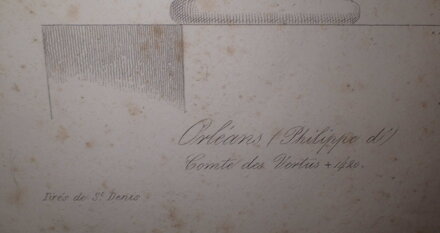 Orléans (Philippe d')
Comte des Vertus + 1420.
Tirés de St. Denis